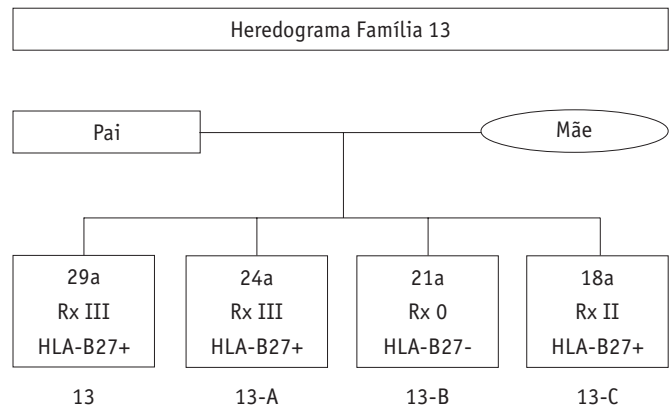 Heredograma Família 13
Pai
Mãe
29a
Rx III
HLA-B27+
13
24a
Rx III
HLA-B27+
13-A
21a
Rx 0
HLA-B27-
13-B
18a
Rx II
HLA-B27+
13-C